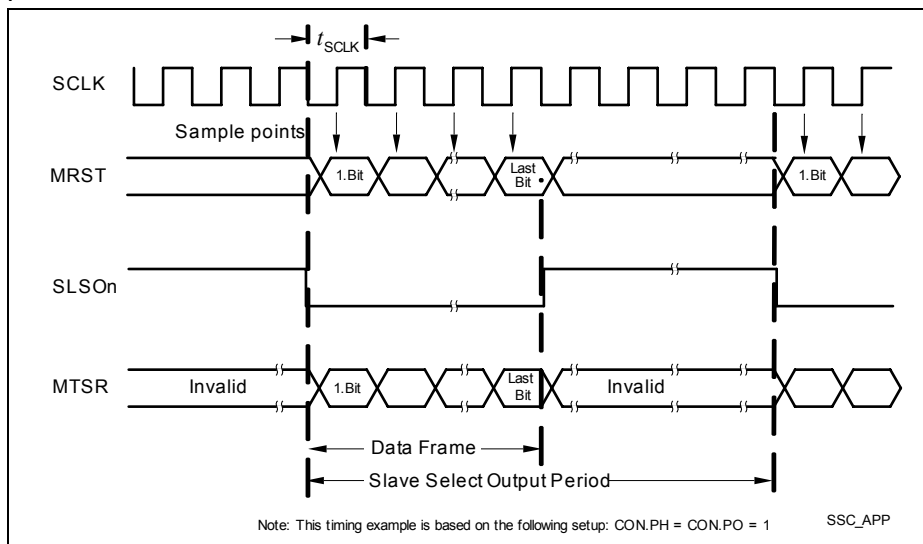 t SCLK
SCLK
Sample points
MRST
1.Bit
Last
Bit
1.Bit
SLSOn
MTSR
Invalid
1.Bit
Last
Bit
Invalid
Data Frame
Slave Select Output Period
Note: This timing example is based on the following setup: CON.PH = CON.PO = 1
SSC_APP